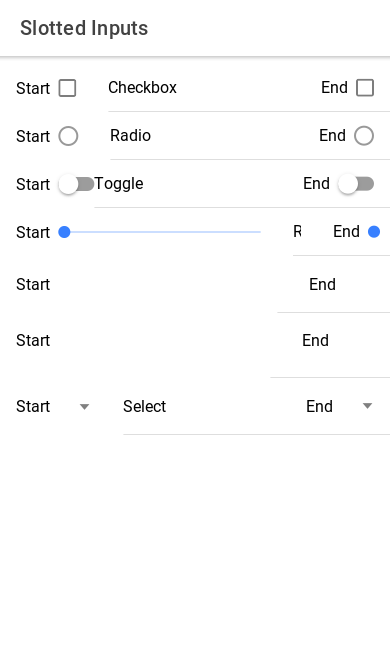 Slotted Inputs
Start Checkbox End
Start Radio End
Start Toggle End
Start R End
Start End
Start End
Start Select End